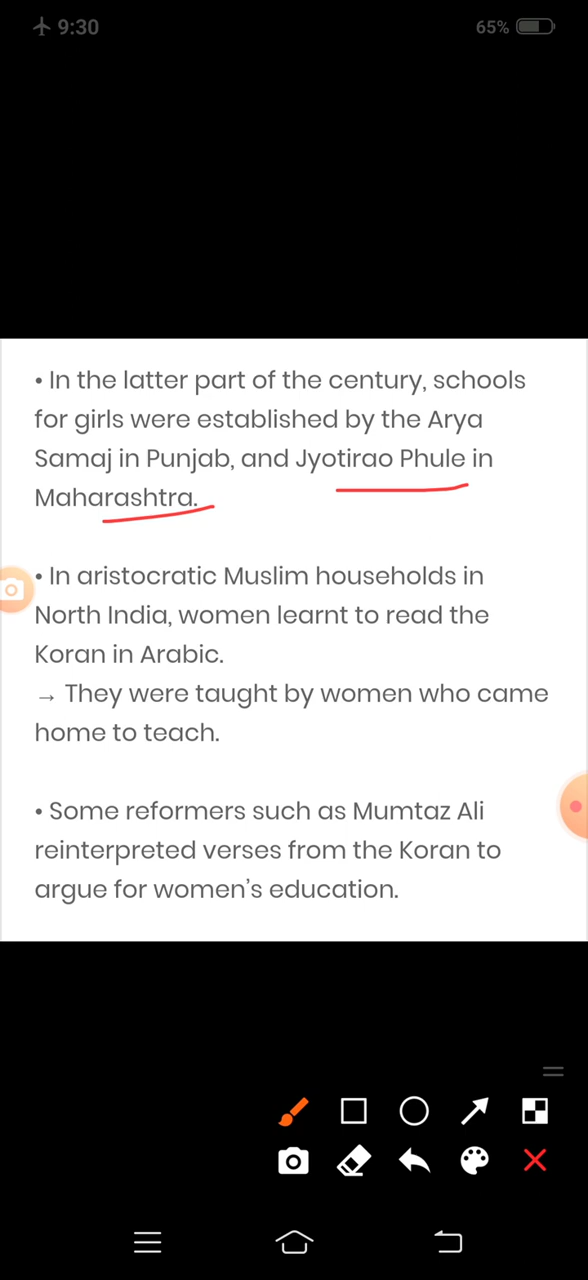 9:30
65%
• In the latter part of the century, schools
for girls were established by the Arya
Samaj in Punjab, and Jyotirao Phule in
Maharashtra.
• In aristocratic Muslim households in
North India, women learnt to read the
Koran in Arabic.
→ They were taught by women who came
home to teach.
• Some reformers such as Mumtaz Ali
reinterpreted verses from the Koran to
argue for women's education.